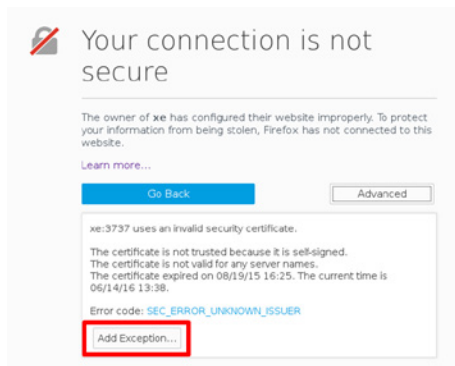 Your connection is not
secure
The owner of xe has configured their website improperly. To protect
your information from being stolen, Firefox has not connected to this
website.
Learn more...
Go Back
Advanced
xe:3737 uses an invalid security certificate.
The certificate is not trusted because it is self-signed.
The certificate is not valid for any server names.
The certificate expired on 08/19/15 16:25. The current time is
06/14/16 13:38.
Error code: SEC_ERROR_UNKNOWN_ISSUER
Add Exception...